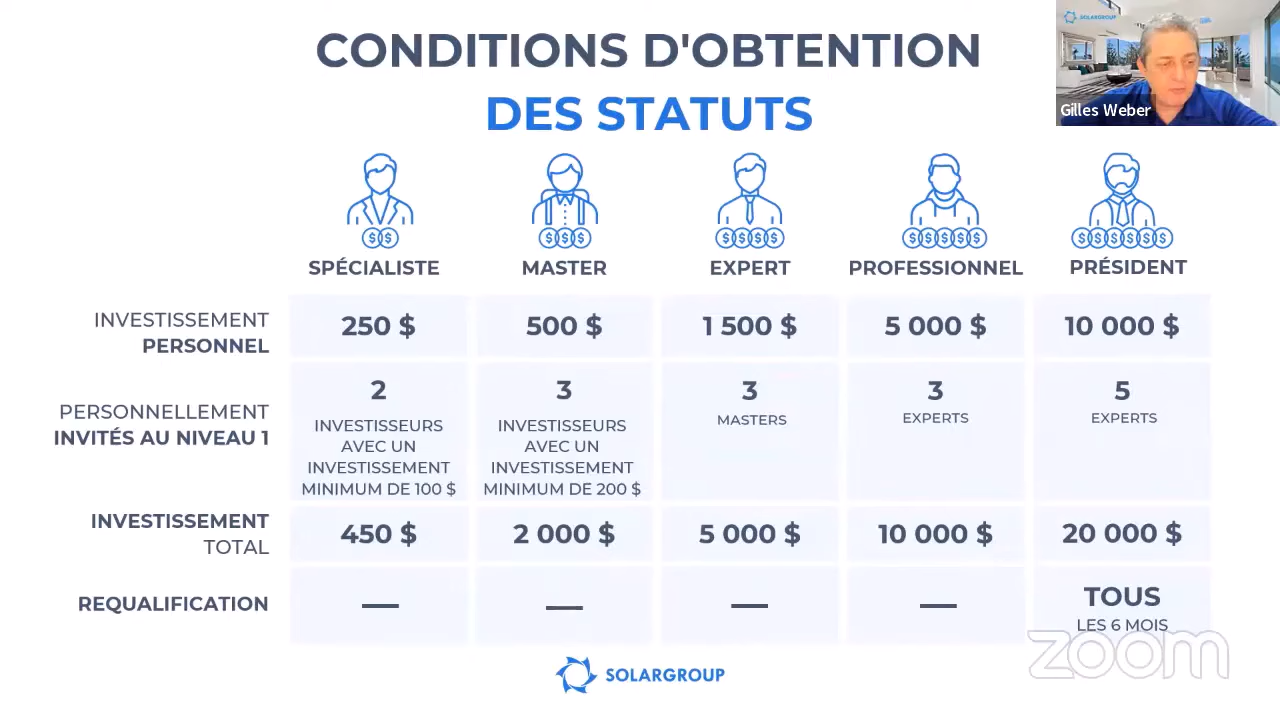 CONDITIONS D'OBTENTION
DES STATUTS
SOLARGROUP
Gilles Weber
SPÉCIALISTE
MASTER
EXPERT
PROFESSIONNEL
PRÉSIDENT
INVESTISSEMENT
PERSONNEL
250 $
500 $
1 500 $
5 000 $
10 000 $
PERSONNELLEMENT
INVITÉS AU NIVEAU 1
2
INVESTISSEURS
AVEC UN
INVESTISSEMENT
MINIMUM DE 100 $
3
INVESTISSEURS
AVEC UN
INVESTISSEMENT
MINIMUM DE 200 $
3
MASTERS
3
EXPERTS
5
EXPERTS
INVESTISSEMENT
TOTAL
450 $
2 000 $
5 000 $
10 000 $
20 000 $
REQUALIFICATION
—
—
—
—
TOUS
LES 6 MOIS
zoom
SOLARGROUP